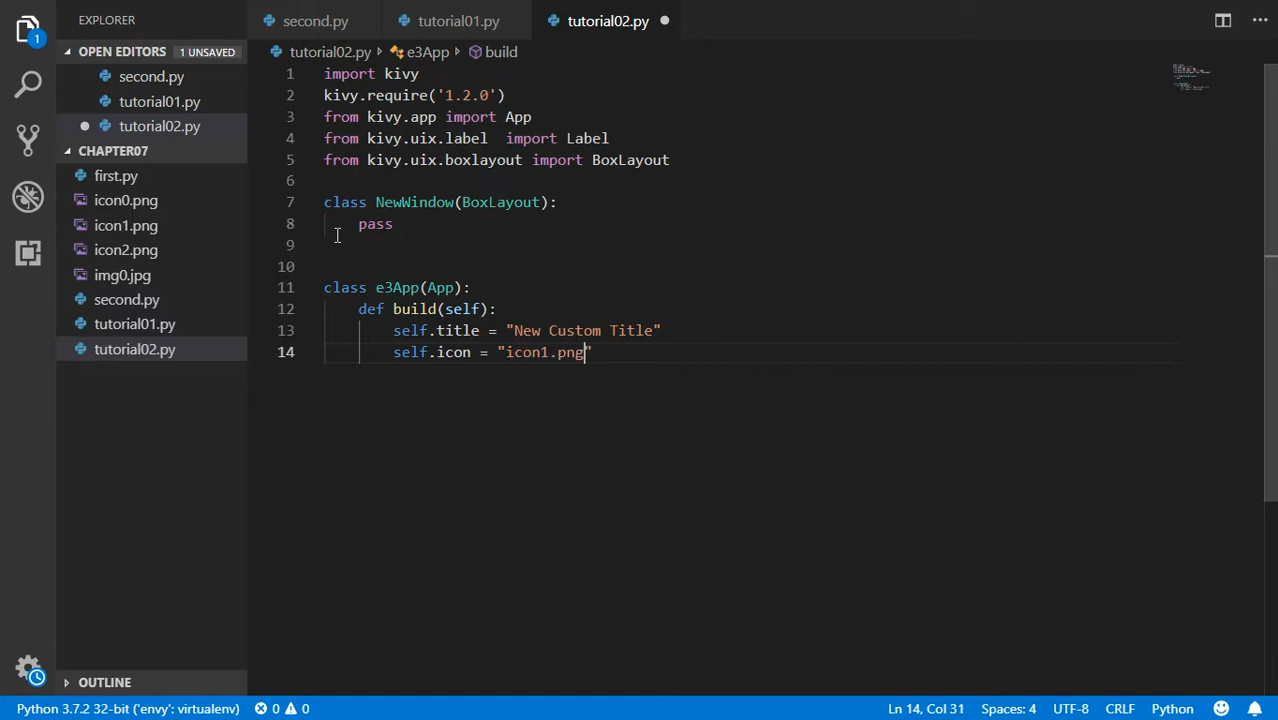 EXPLORER
second.py
tutorial01.py
tutorial02.py
OPEN EDITORS
1 UNSAVED
tutorial02.py
e3App
build
second.py
tutorial01.py
tutorial02.py
CHAPTER07
first.py
icon0.png
icon1.png
icon2.png
img0.jpg
second.py
tutorial01.py
tutorial02.py
1 import kivy
2 kivy.require('1.2.0')
3 from kivy.app import App
4 from kivy.uix.label  import Label
5 from kivy.uix.boxlayout import BoxLayout
6
7 class NewWindow(BoxLayout):
8     pass
9
10
11 class e3App(App):
12     def build(self):
13         self.title = "New Custom Title"
14         self.icon = "icon1.png"
1
OUTLINE
Python 3.7.2 32-bit ('envy': virtualenv)
0
0
Ln 14, Col 31
Spaces: 4
UTF-8
CRLF
Python